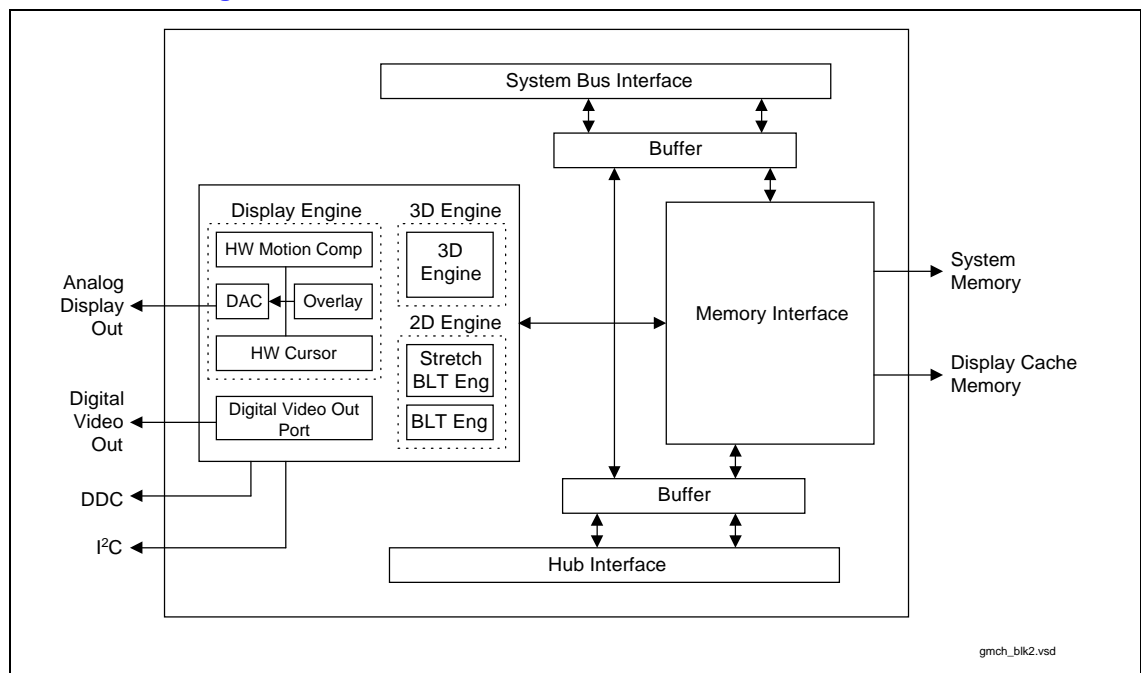 System Bus Interface
Buffer
Display Engine
3D Engine
HW Motion Comp
3D
Engine
Analog
Display
Out
DAC
Overlay
HW Cursor
2D Engine
Stretch
BLT Eng
BLT Eng
Memory Interface
System
Memory
Display Cache
Memory
Digital
Video
Out
Digital Video Out
Port
DDC
I²C
Buffer
Hub Interface
gmch_blk2.vsd